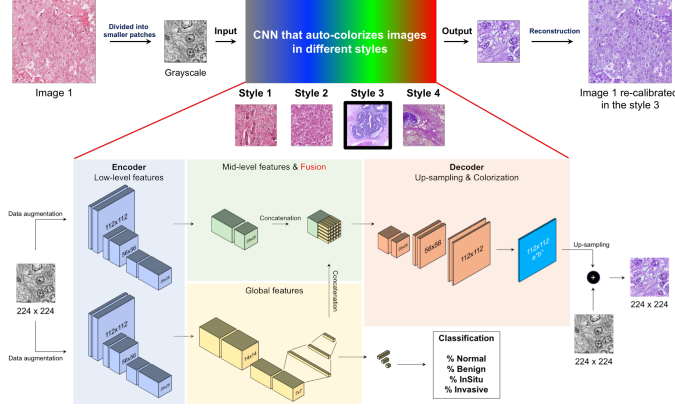 Divided into
smaller patches
Input
CNN that auto-colorizes images
in different styles
Output
Reconstruction
Image 1
Grayscale
Image 1 re-calibrated
in the style 3
Style 1
Style 2
Style 3
Style 4
Encoder
Low-level features
Mid-level features & Fusion
Decoder
Up-sampling & Colorization
Data augmentation
112x112
56x56
28x28
28x28
Concatenation
28x28
56x56
112x112
112x112
a*b*
Up-sampling
+
224 x 224
224 x 224
224 x 224
Concatenation
Global features
Data augmentation
112x112
56x56
28x28
14x14
7x7
Classification
% Normal
% Benign
% InSitu
% Invasive